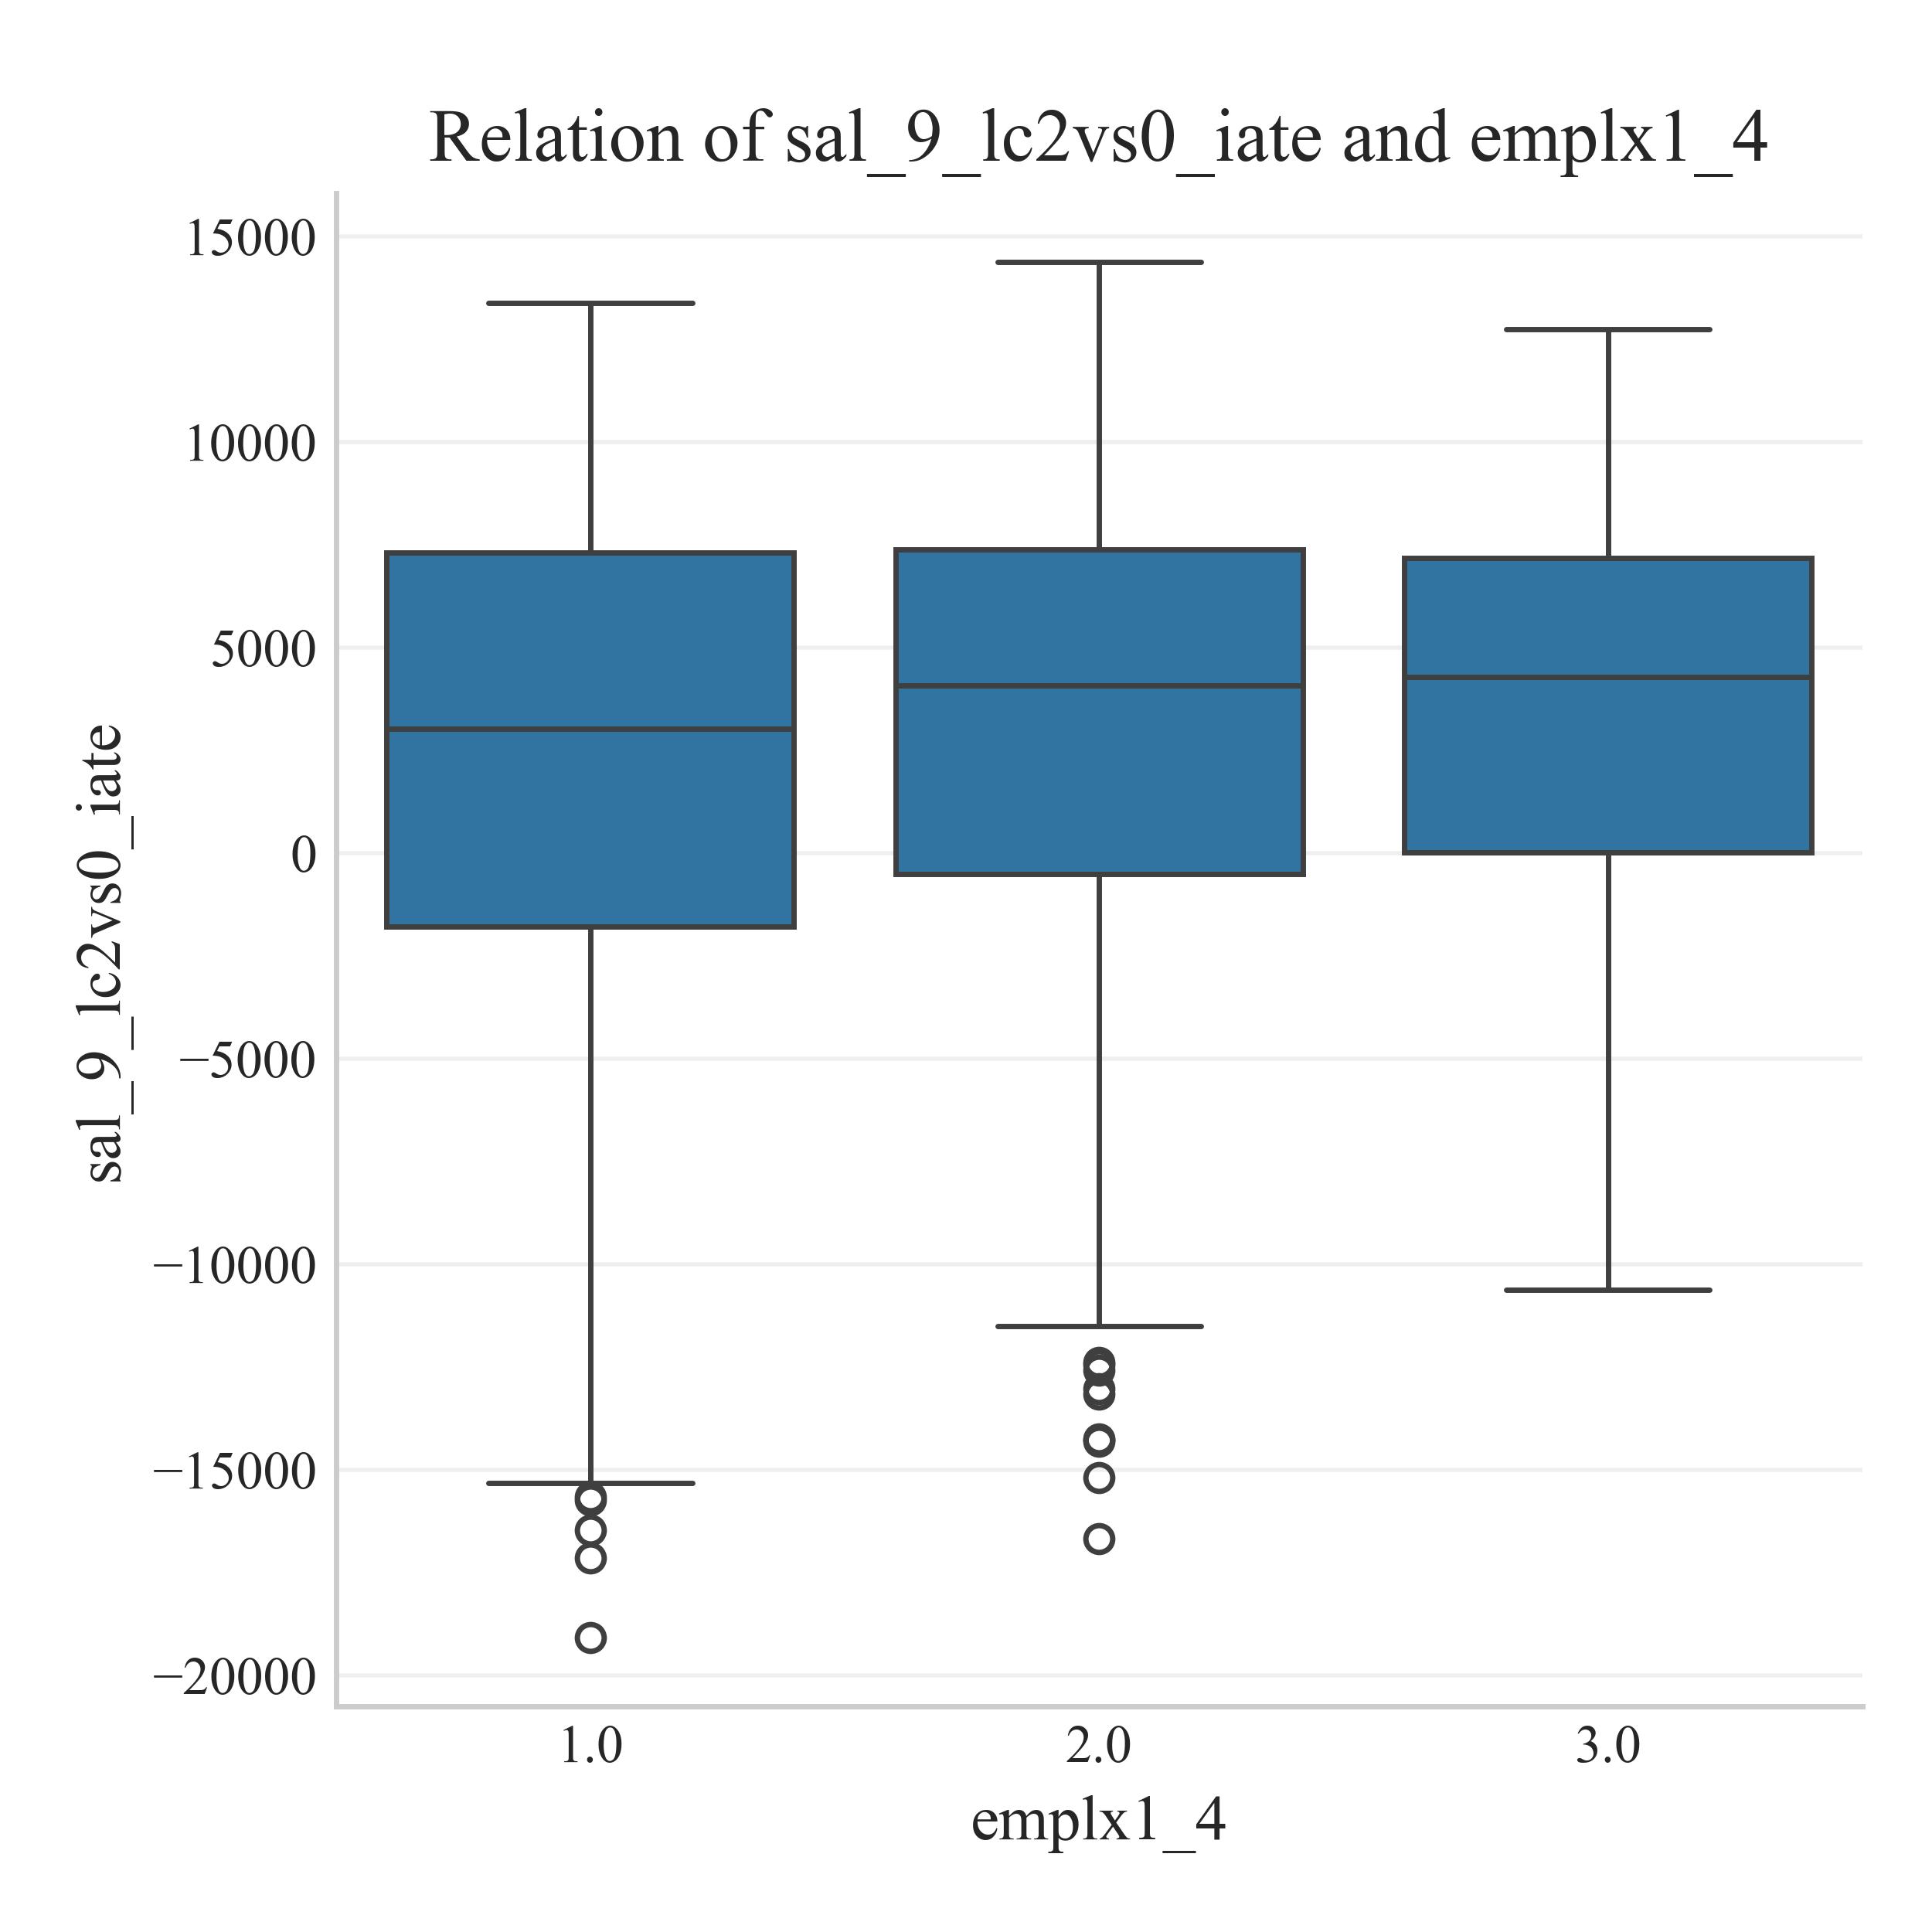 Relation of sal_9_lc2vs0_iate and emplx1_4
15000
10000
5000
0
−5000
−10000
−15000
−20000
sal_9_lc2vs0_iate
1.0 2.0 3.0
emplx1_4